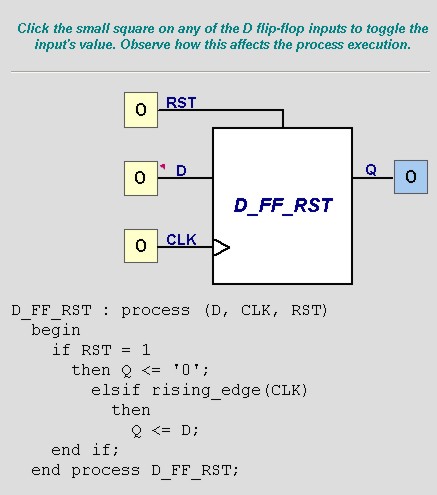 Click the small square on any of the D flip-flop inputs to toggle the
input's value. Observe how this affects the process execution.
0 RST
0 D Q 0
D_FF_RST
0 CLK
D_FF_RST : process (D, CLK, RST)
begin
if RST = 1
then Q <= '0';
elsif rising_edge(CLK)
then
Q <= D;
end if;
end process D_FF_RST;